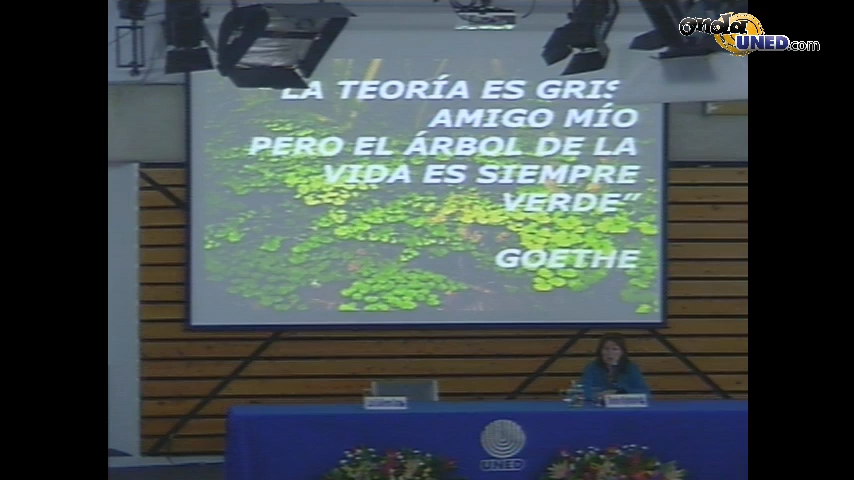 onda
UNED.com
LA TEORÍA ES GRIS
AMIGO MÍO
PERO EL ÁRBOL DE LA
VIDA ES SIEMPRE
VERDE”
GOETHE
UNED